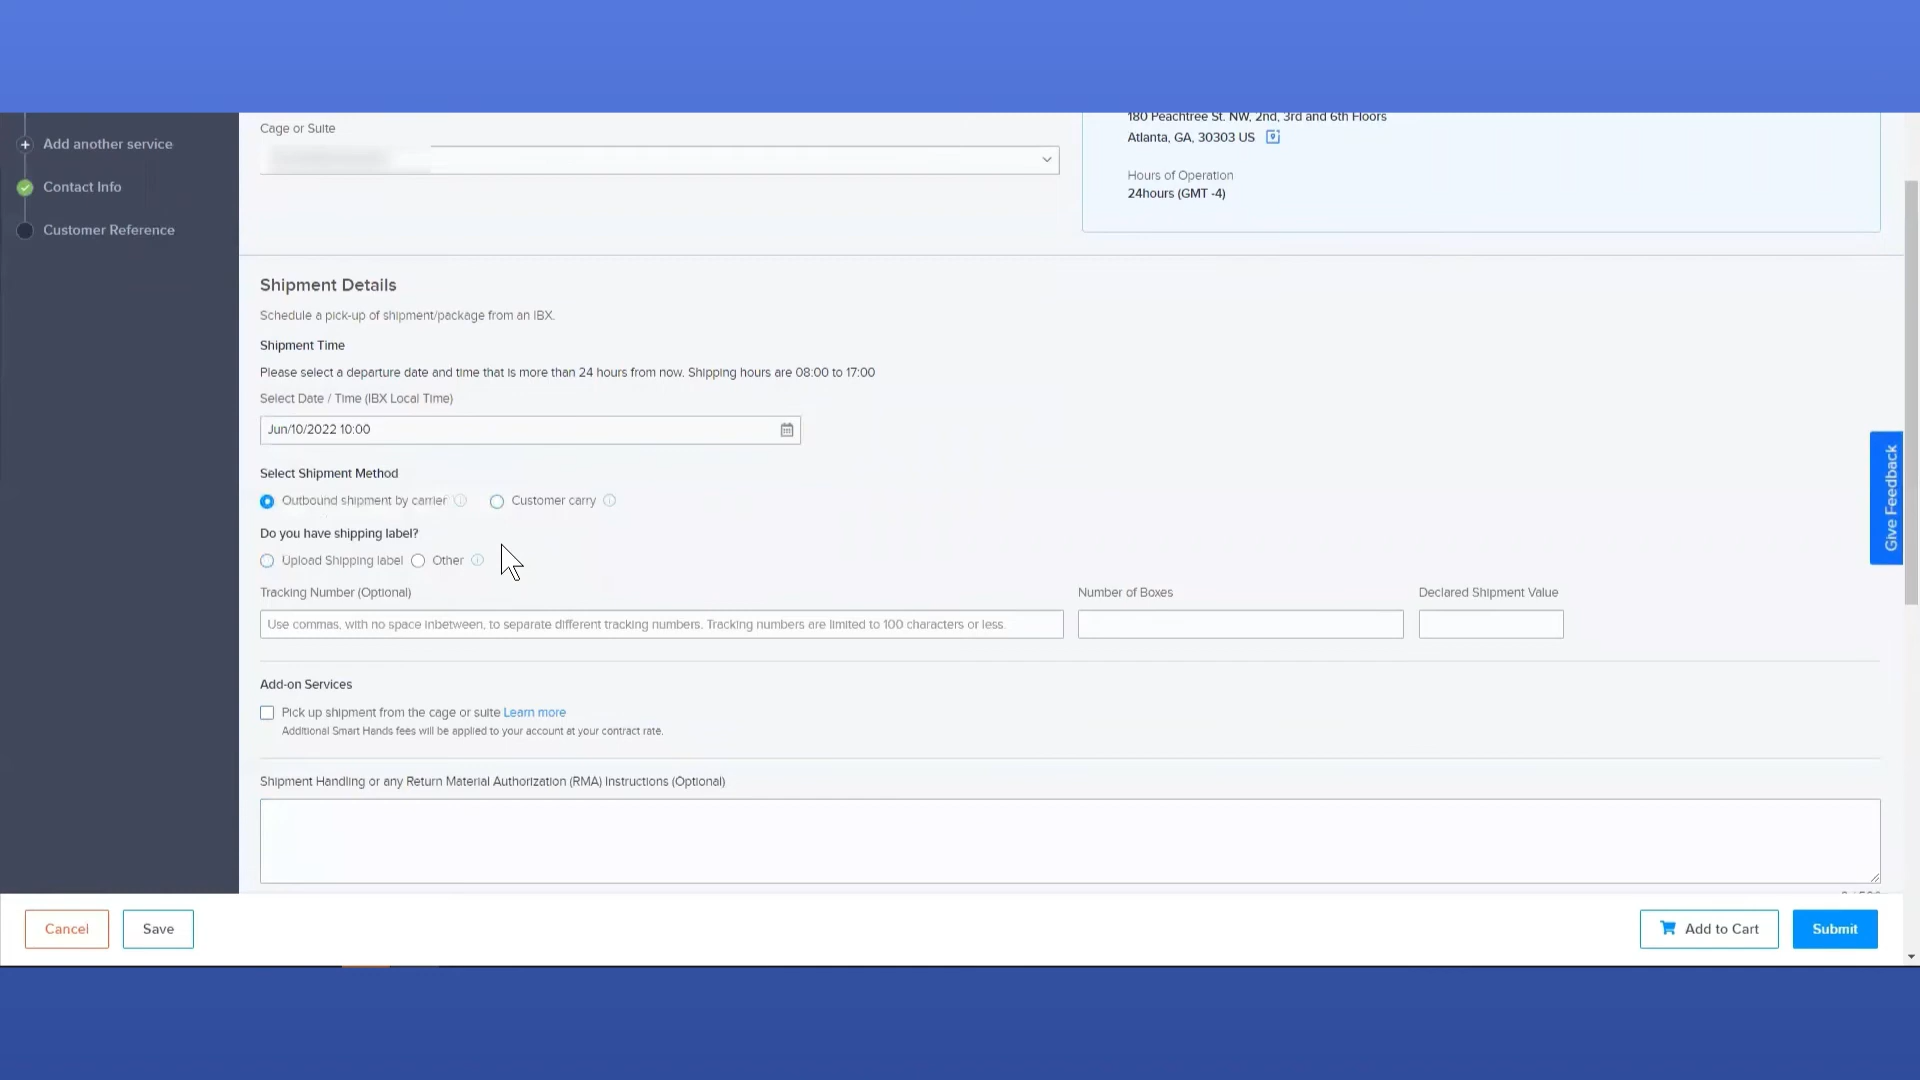 Add another service
Contact Info
Customer Reference
Cage or Suite
180 Peachtree St. NW, 2nd, 3rd and 6th Floors
Atlanta, GA, 30303 US
Hours of Operation
24hours (GMT -4)
Shipment Details
Schedule a pick-up of shipment/package from an IBX.
Shipment Time
Please select a departure date and time that is more than 24 hours from now. Shipping hours are 08:00 to 17:00
Select Date / Time (IBX Local Time)
Jun/10/2022 10:00
Select Shipment Method
Outbound shipment by carrier
Customer carry
Do you have shipping label?
Upload Shipping label
Other
Tracking Number (Optional)
Number of Boxes
Declared Shipment Value
Use commas, with no space inbetween, to separate different tracking numbers. Tracking numbers are limited to 100 characters or less.
Add-on Services
Pick up shipment from the cage or suite Learn more
Additional Smart Hands fees will be applied to your account at your contract rate.
Shipment Handling or any Return Material Authorization (RMA) Instructions (Optional)
Give Feedback
Cancel
Save
Add to Cart
Submit